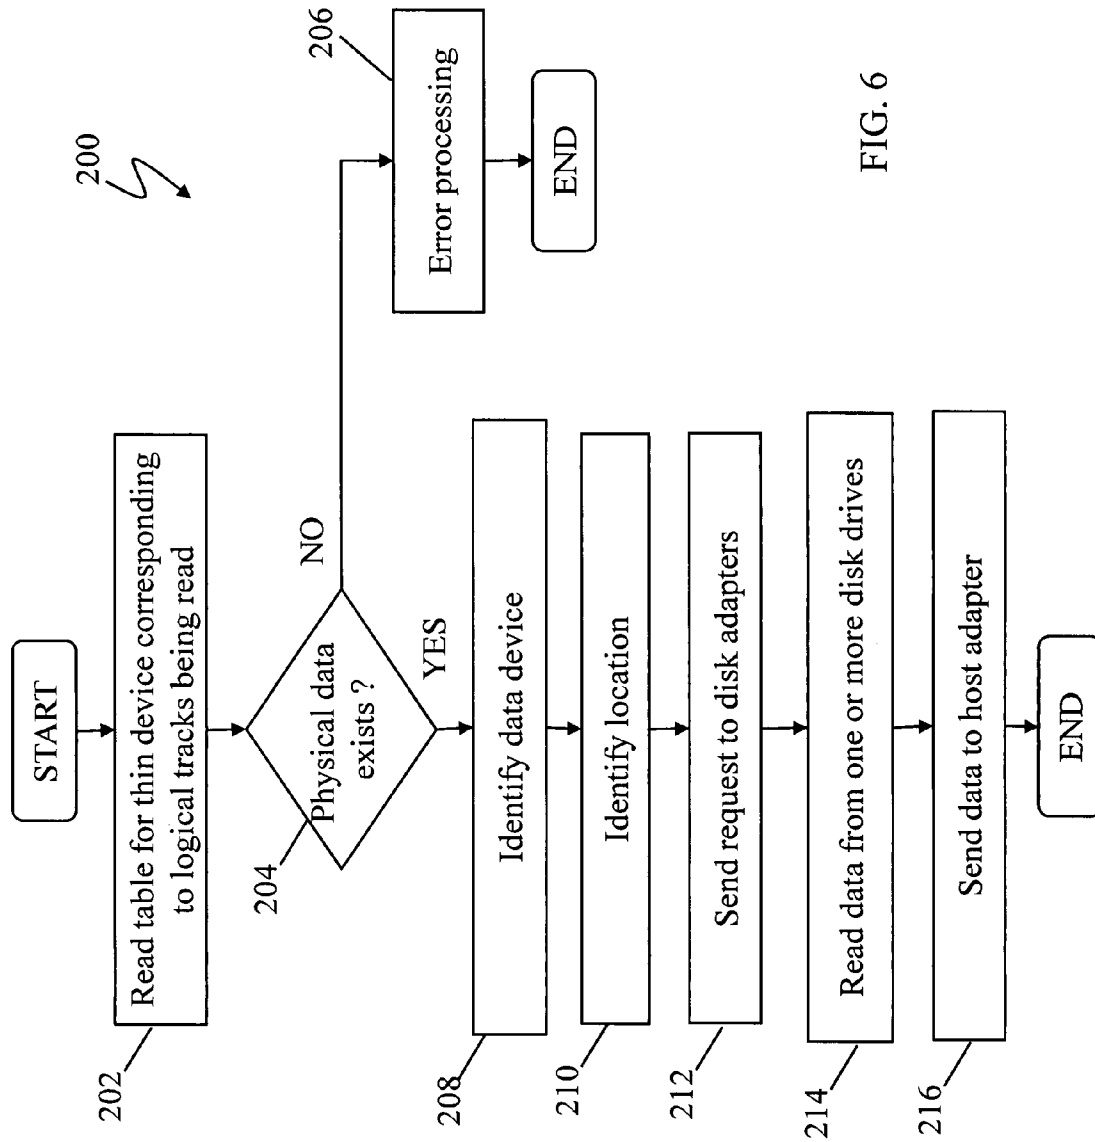 200
START
202
Read table for thin device corresponding
to logical tracks being read
204
Physical data
exists ?
NO
YES
206
Error processing
END
208
Identify data device
210
Identify location
212
Send request to disk adapters
214
Read data from one or more disk drives
216
Send data to host adapter
END
FIG. 6